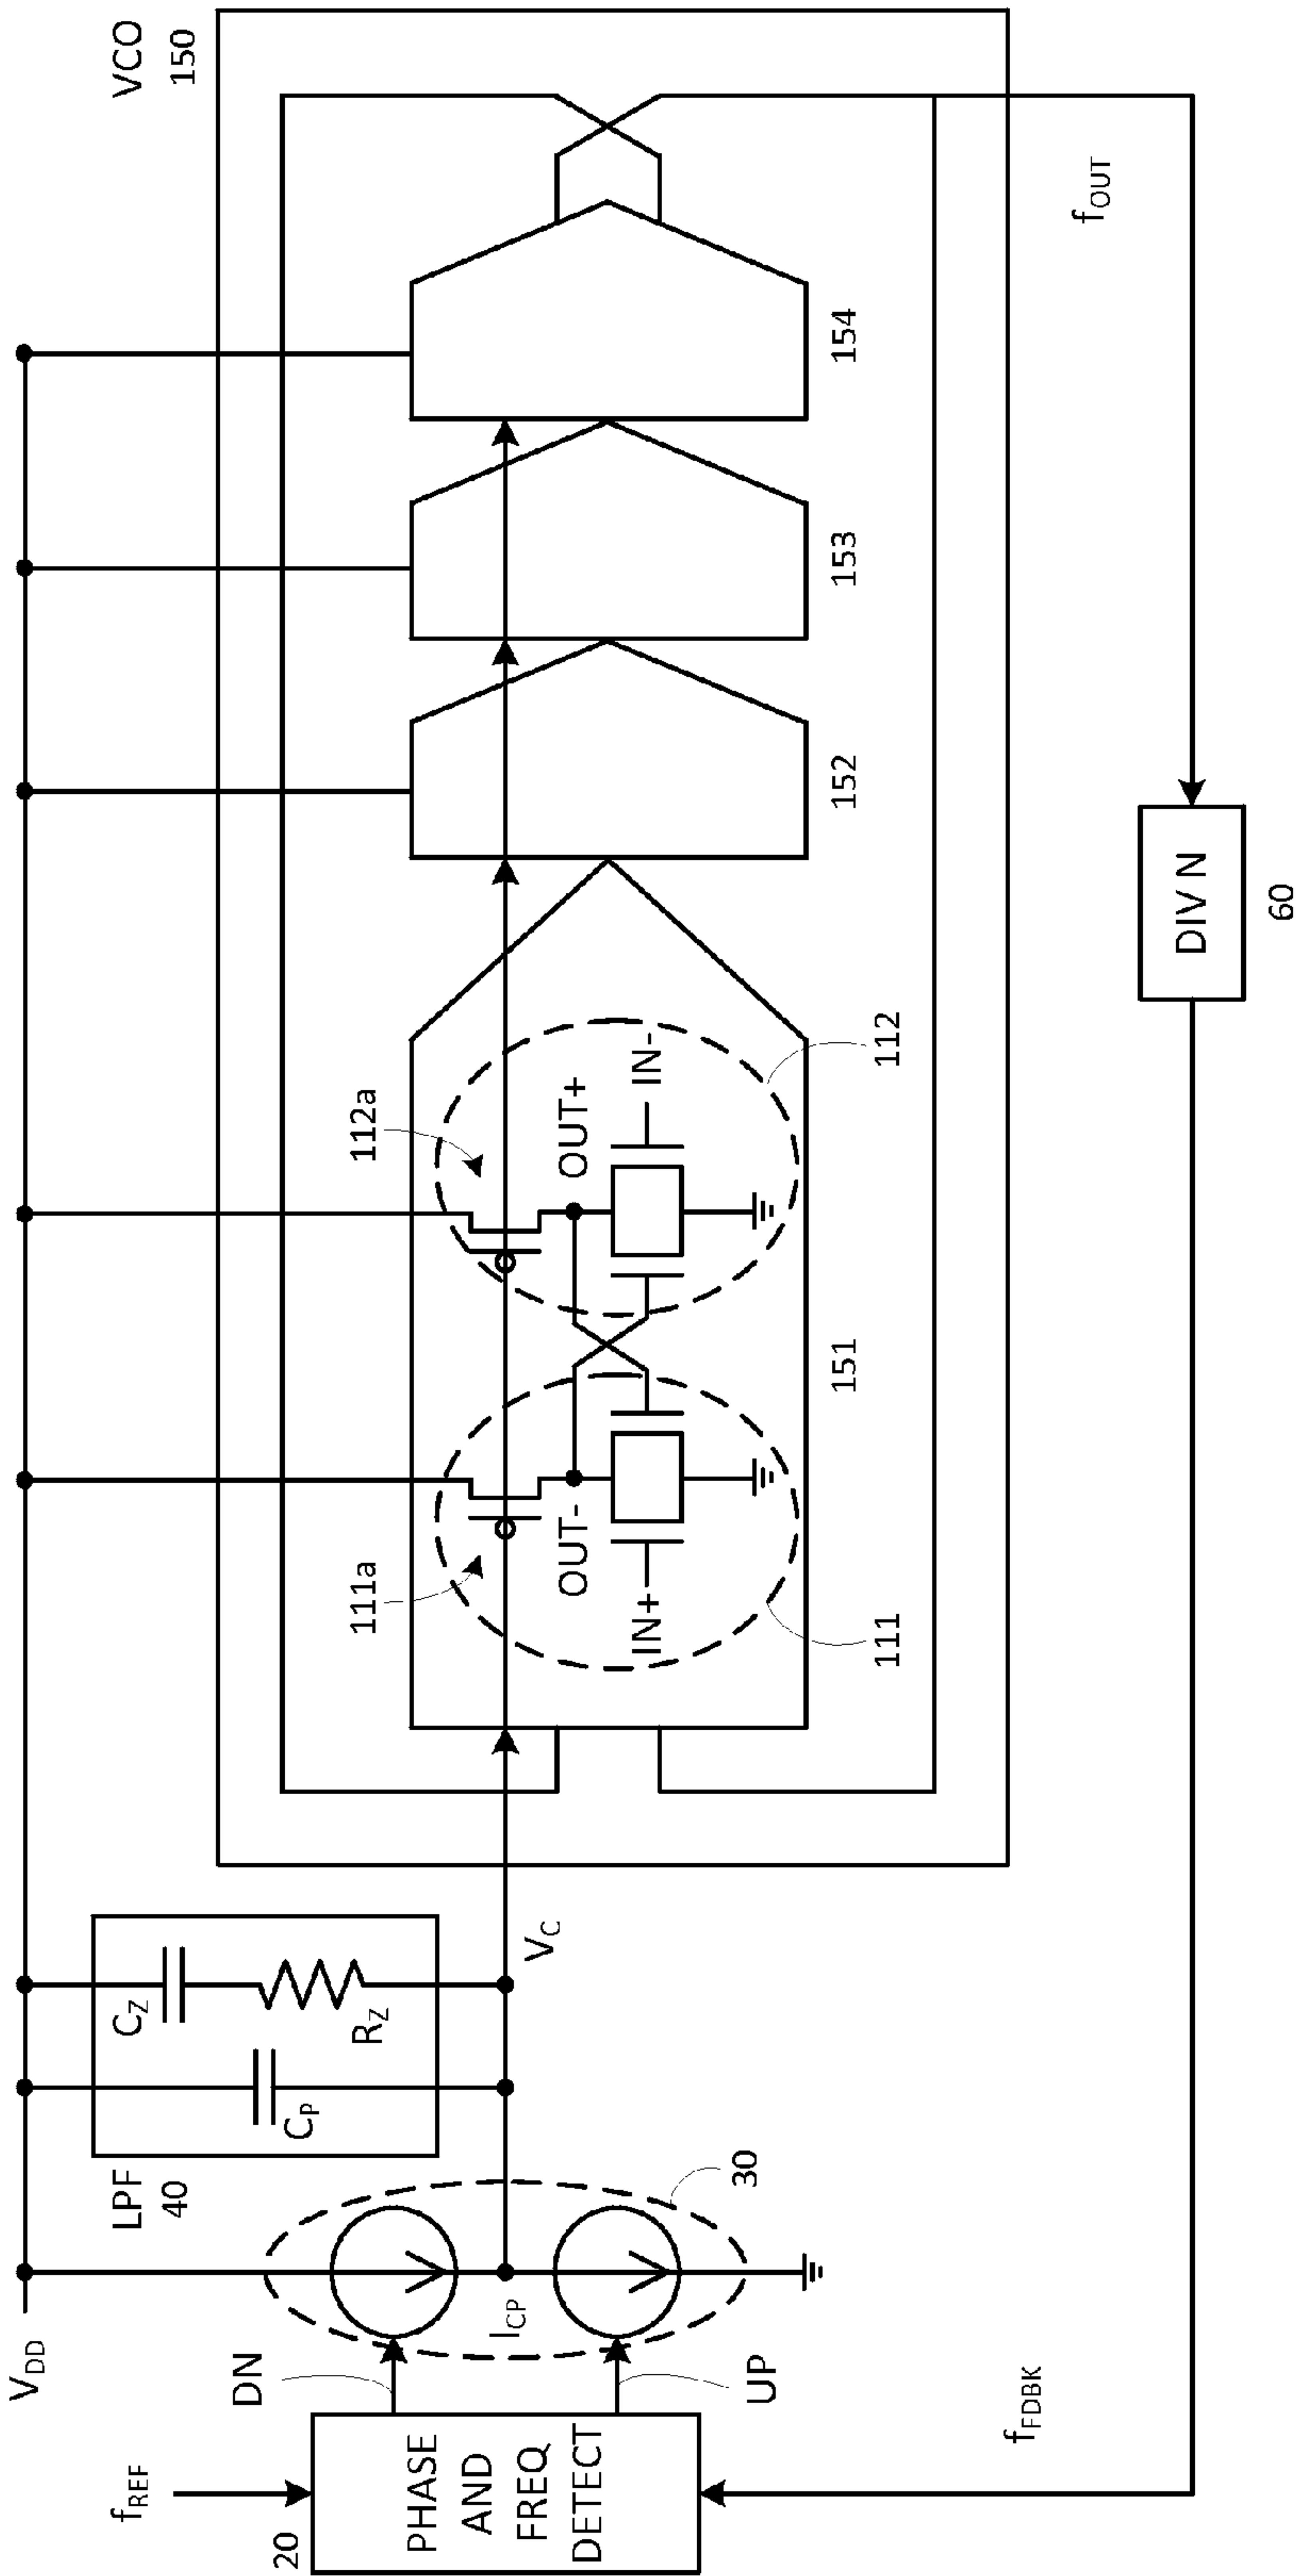 V_DD
f_REF
20
PHASE
AND
FREQ
DETECT
DN
UP
I_CP
30
LPF
40
C_P
C_Z
R_Z
V_C
VCO
150
111a
OUT-
IN+
111
112a
OUT+
IN-
112
151
152
153
154
f_OUT
DIV N
60
f_FDBK